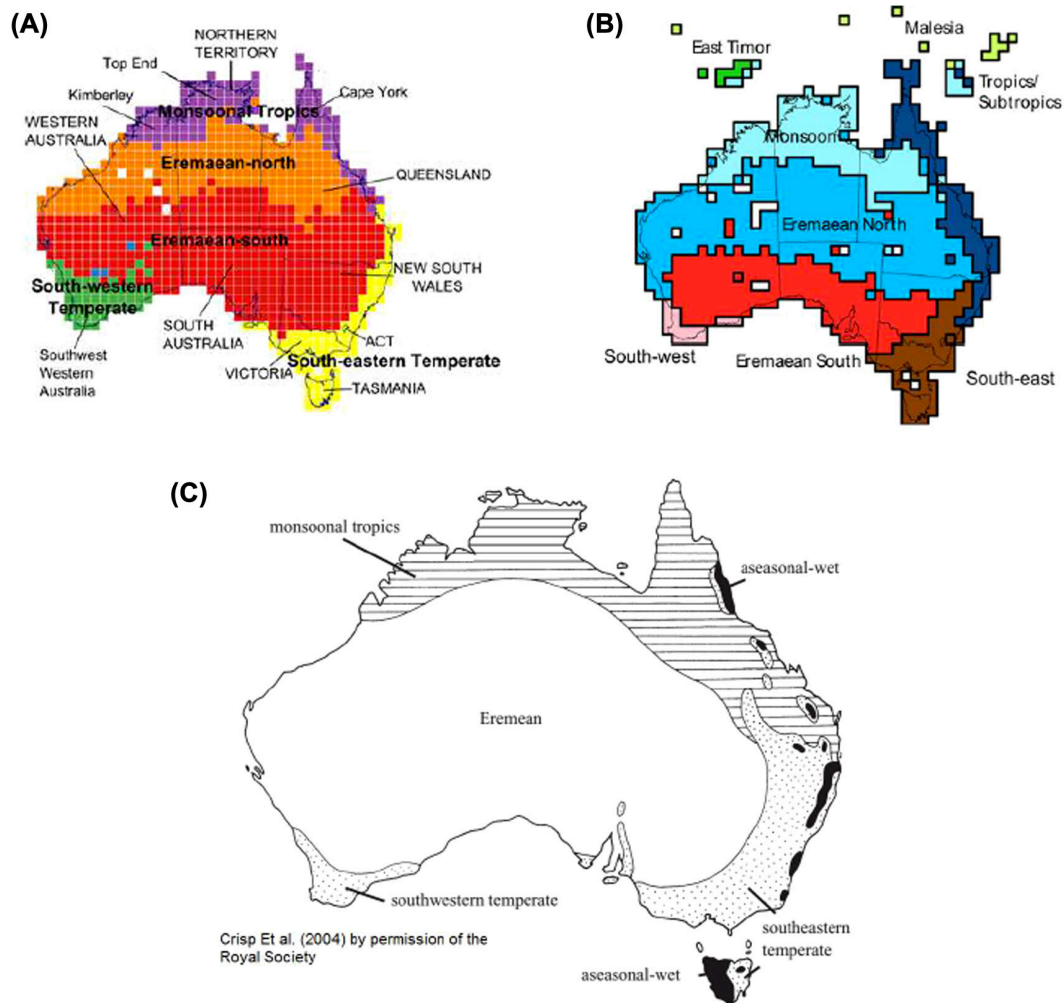 (A)
NORTHERN
TERRITORY
Top End
Kimberley
Cape York
Monsoonal Tropics
WESTERN
AUSTRALIA
Eremaean-north
QUEENSLAND
Eremaean-south
NEW SOUTH
WALES
South-western
Temperate
SOUTH
AUSTRALIA
ACT
Southwest
Western
Australia
VICTORIA
South-eastern Temperate
TASMANIA
(B)
Malesia
East Timor
Tropics/
Subtropics
Monsoon
Eremaean North
South-west
Eremaean South
South-east
(C)
monsoonal tropics
aseasonal-wet
Eremean
southwestern temperate
southeastern
temperate
Crisp Et al. (2004) by permission of the
Royal Society
aseasonal-wet